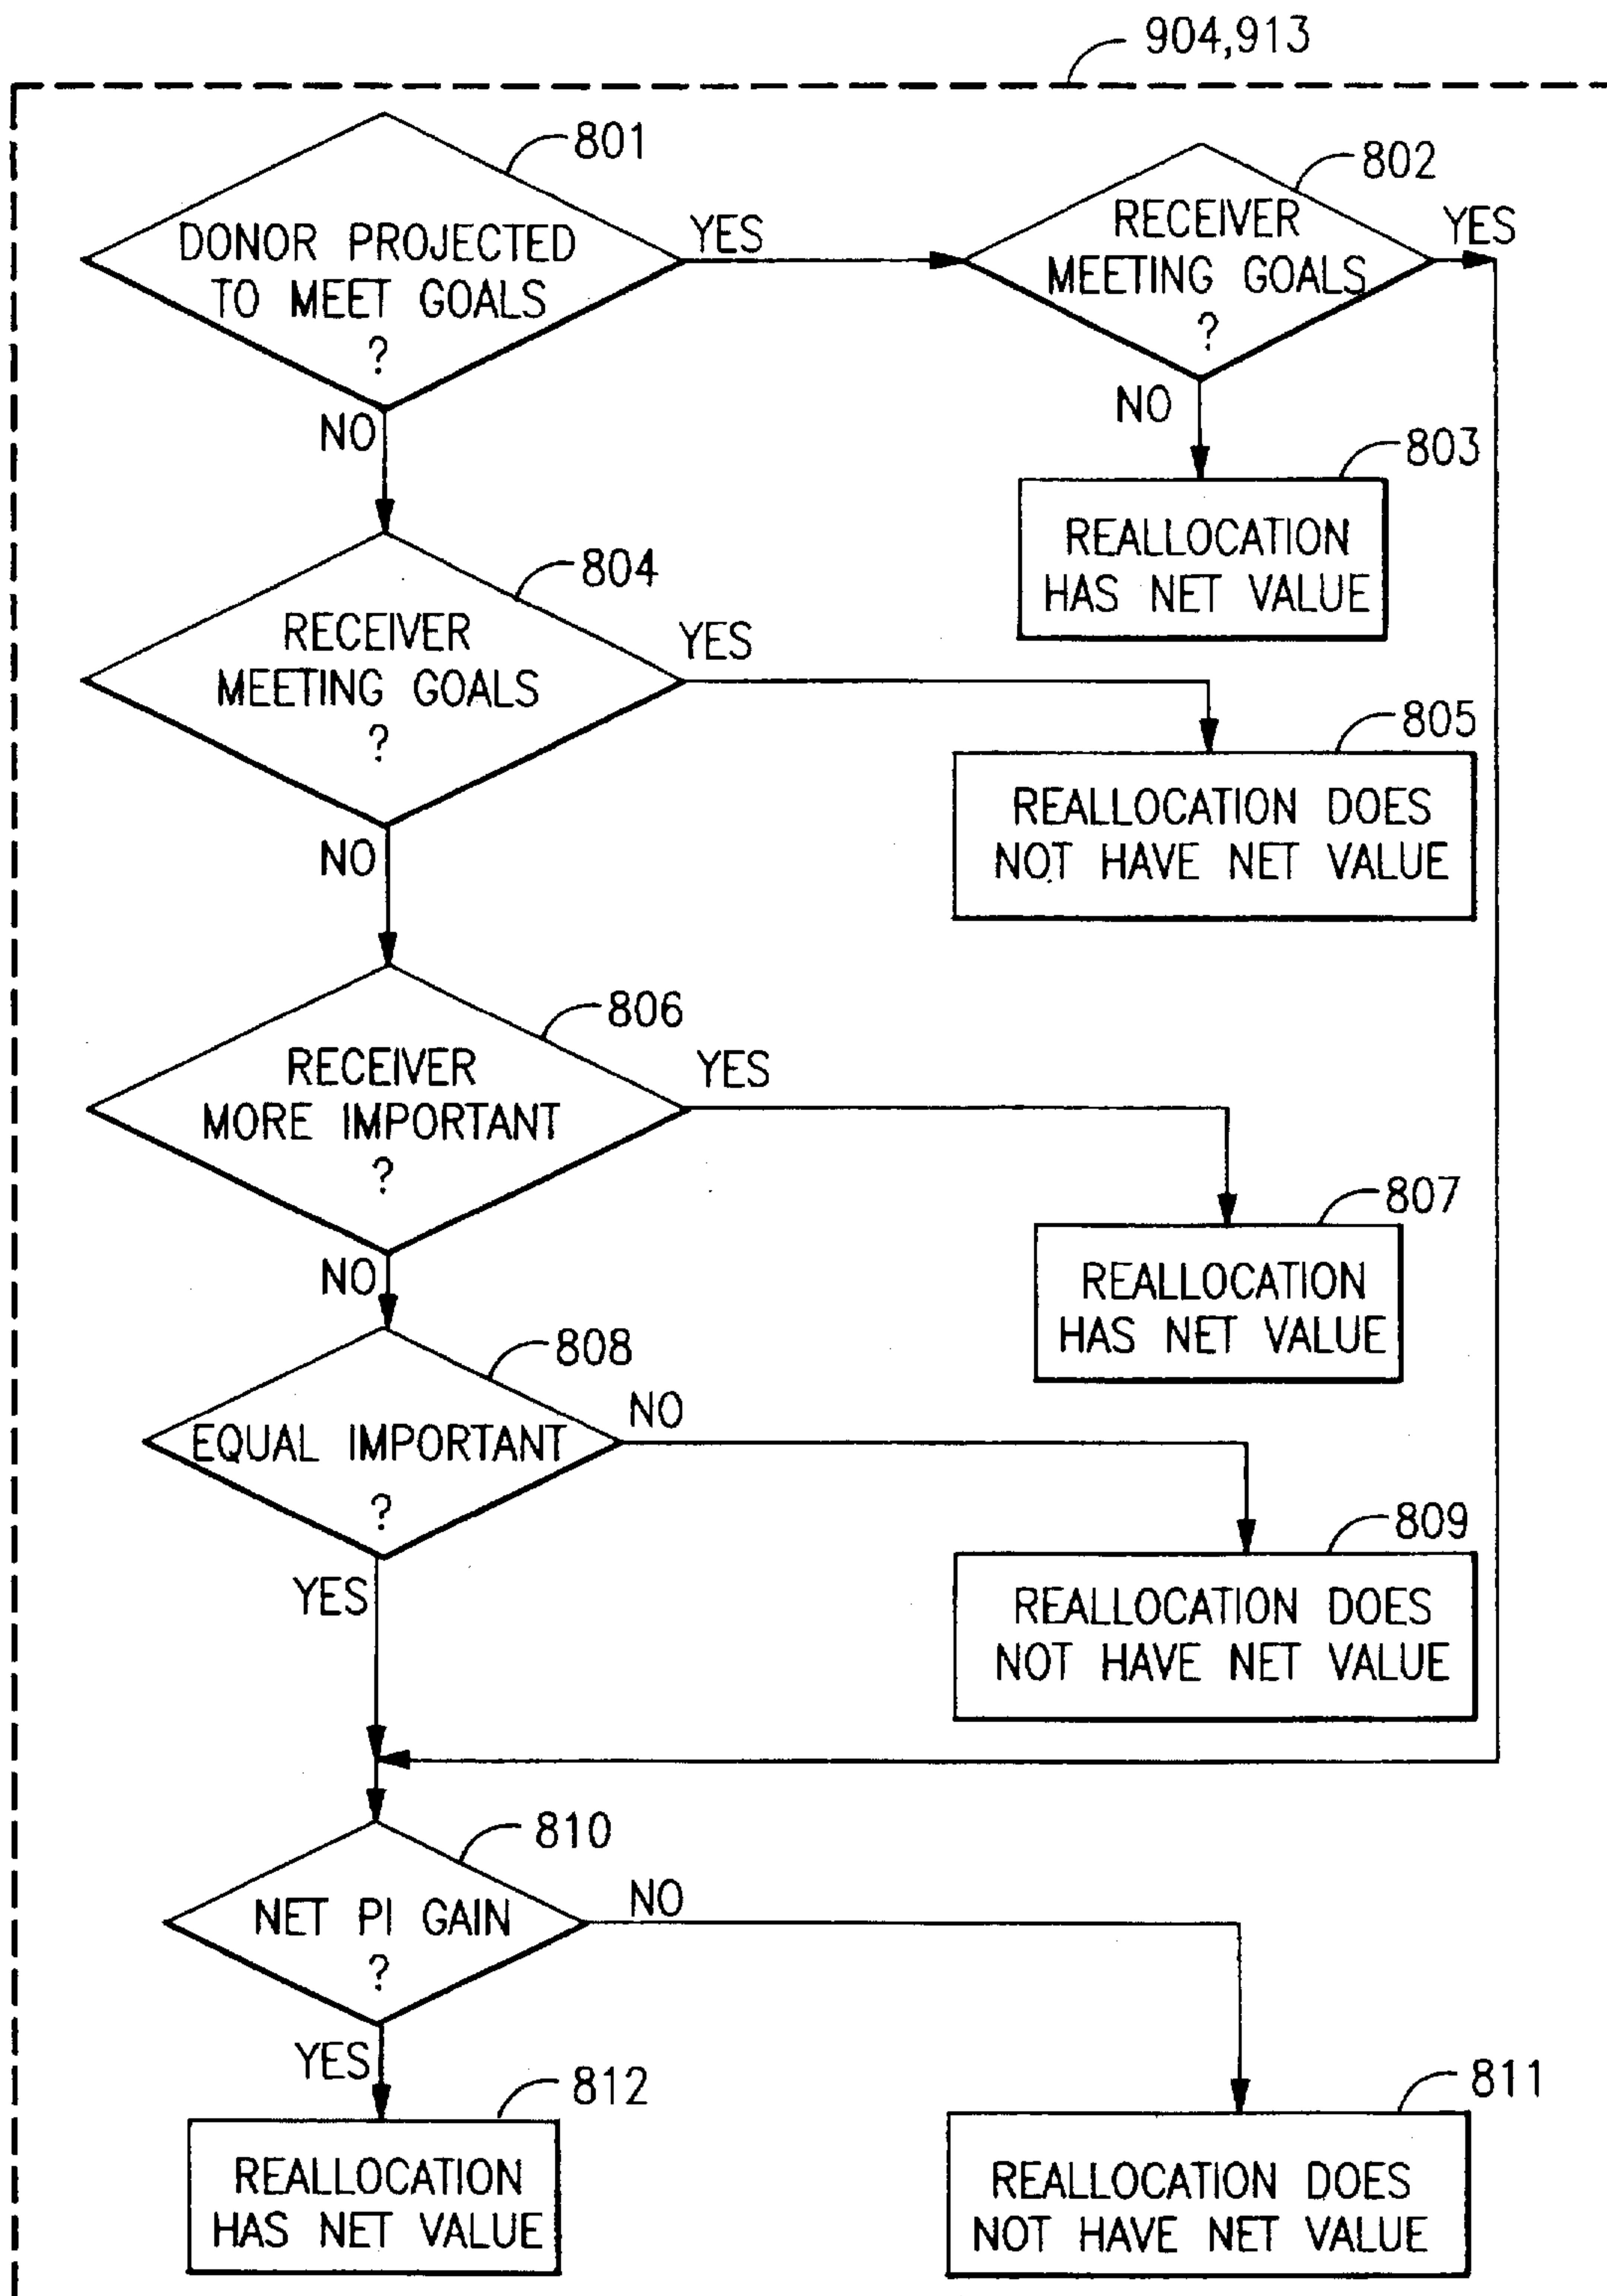 904,913
801
DONOR PROJECTED
TO MEET GOALS
?
YES
NO
802
RECEIVER
MEETING GOALS
?
YES
NO
803
REALLOCATION
HAS NET VALUE
804
RECEIVER
MEETING GOALS
?
YES
NO
805
REALLOCATION DOES
NOT HAVE NET VALUE
806
RECEIVER
MORE IMPORTANT
?
YES
NO
807
REALLOCATION
HAS NET VALUE
808
EQUAL IMPORTANT
?
NO
YES
809
REALLOCATION DOES
NOT HAVE NET VALUE
810
NET PI GAIN
?
NO
YES
812
REALLOCATION
HAS NET VALUE
811
REALLOCATION DOES
NOT HAVE NET VALUE